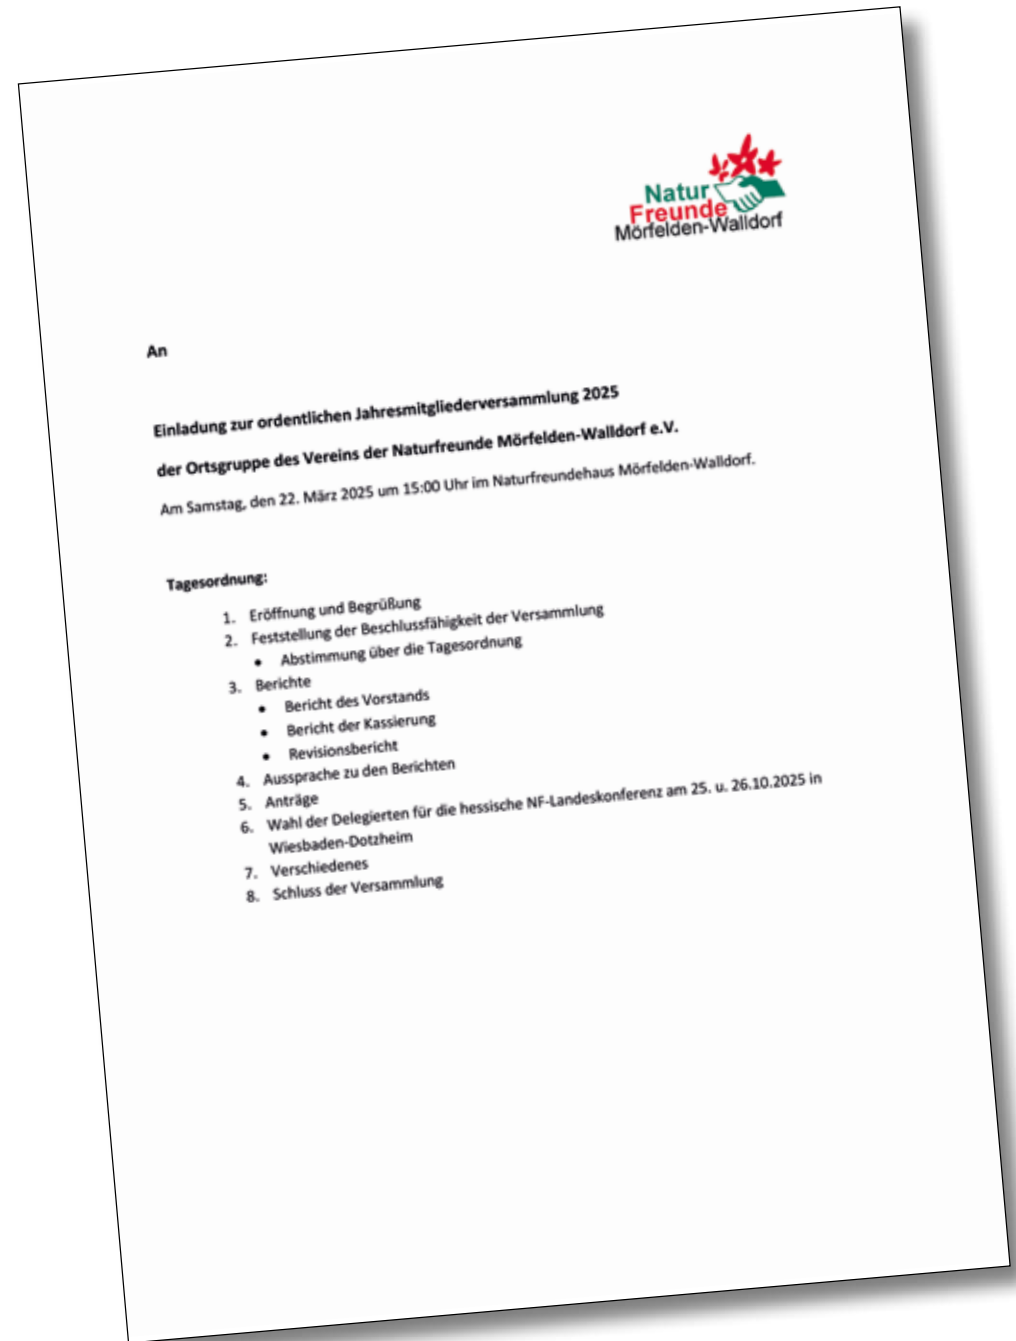 Natur
Freunde
Mörfelden-Walldorf
An
Einladung zur ordentlichen Jahresmitgliederversammlung 2025
der Ortsgruppe des Vereins der Naturfreunde Mörfelden-Walldorf e.V.
Am Samstag, den 22. März 2025 um 15:00 Uhr im Naturfreundehaus Mörfelden-Walldorf.
Tagesordnung:
1. Eröffnung und Begrüßung
2. Feststellung der Beschlussfähigkeit der Versammlung
• Abstimmung über die Tagesordnung
3. Berichte
• Bericht des Vorstands
• Bericht der Kassierung
• Revisionsbericht
4. Aussprache zu den Berichten
5. Anträge
6. Wahl der Delegierten für die hessische NF-Landeskonferenz am 25. u. 26.10.2025 in
Wiesbaden-Dotzheim
7. Verschiedenes
8. Schluss der Versammlung